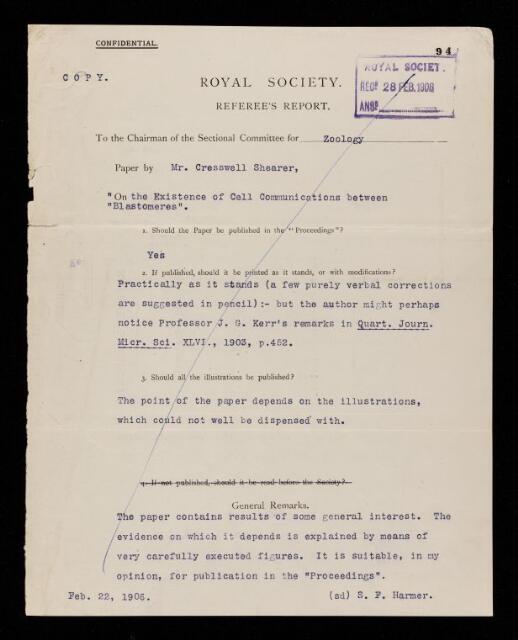 CONFIDENTIAL.
94
COPY.
ROYAL SOCIETY.
ROYAL SOCIET.
REC^D 28 FEB. 1906
ANS^D
REFEREE'S REPORT.
To the Chairman of the Sectional Committee for Zoology
Paper by Mr. Cresswell Shearer,
"On the Existence of Cell Communications between
"Blastomeres".
1. Should the Paper be published in the "Proceedings"?
Yes
2. If published, should it be printed as it stands, or with modifications?
Practically as it stands (a few purely verbal corrections
are suggested in pencil):- but the author might perhaps
notice Professor J. G. Kerr's remarks in Quart. Journ.
Micr. Sci. XLVI., 1903, p.452.
3. Should all the illustrations be published?
The point of the paper depends on the illustrations,
which could not well be dispensed with.
4. If not published, should it be read before the Society?
General Remarks.
The paper contains results of some general interest. The
evidence on which it depends is explained by means of
very carefully executed figures. It is suitable, in my
opinion, for publication in the "Proceedings".
Feb. 22, 1906. (sd) S. F. Harmer.